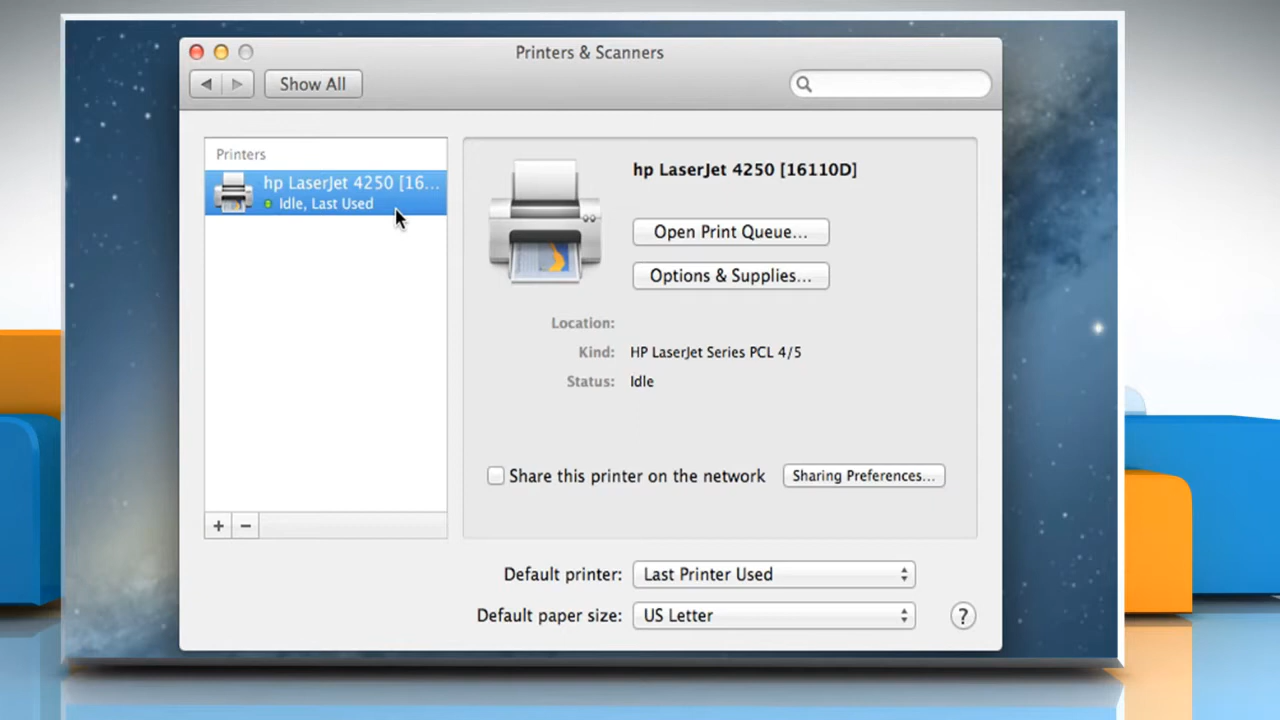 Printers & Scanners
Show All
Printers
hp LaserJet 4250 [16...
Idle, Last Used
hp LaserJet 4250 [16110D]
Open Print Queue...
Options & Supplies...
Location:
Kind: HP LaserJet Series PCL 4/5
Status: Idle
Share this printer on the network Sharing Preferences...
+ −
Default printer: Last Printer Used
Default paper size: US Letter ?